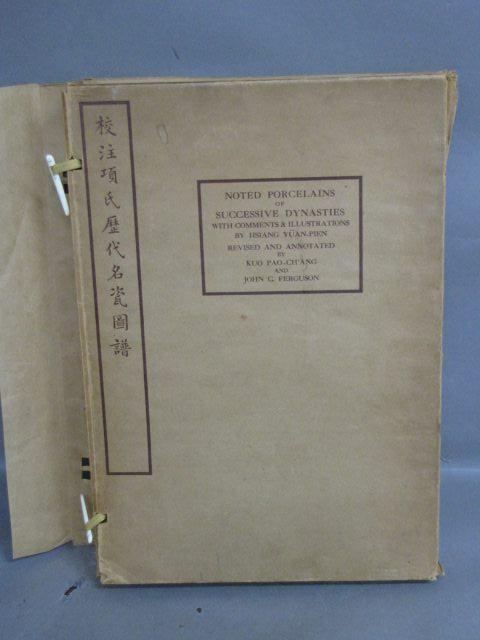 校注項氏歷代名瓷圖譜
NOTED PORCELAINS
OF
SUCCESSIVE DYNASTIES
WITH COMMENTS & ILLUSTRATIONS
BY HSIANG YÜAN-PIEN
REVISED AND ANNOTATED
BY
KUO PAO-CH'ANG
AND
JOHN C. FERGUSON